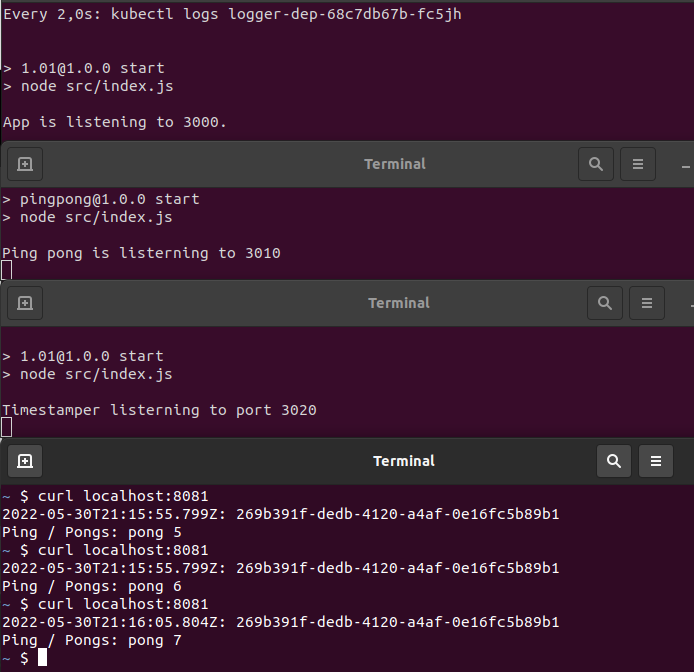 Every 2,0s: kubectl logs logger-dep-68c7db67b-fc5jh
> 1.01@1.0.0 start
> node src/index.js
App is listening to 3000.
Terminal
> pingpong@1.0.0 start
> node src/index.js
Ping pong is listerning to 3010
Terminal
> 1.01@1.0.0 start
> node src/index.js
Timestamper listerning to port 3020
Terminal
~ $ curl localhost:8081
2022-05-30T21:15:55.799Z: 269b391f-dedb-4120-a4af-0e16fc5b89b1
Ping / Pongs: pong 5
~ $ curl localhost:8081
2022-05-30T21:15:55.799Z: 269b391f-dedb-4120-a4af-0e16fc5b89b1
Ping / Pongs: pong 6
~ $ curl localhost:8081
2022-05-30T21:16:05.804Z: 269b391f-dedb-4120-a4af-0e16fc5b89b1
Ping / Pongs: pong 7
~ $